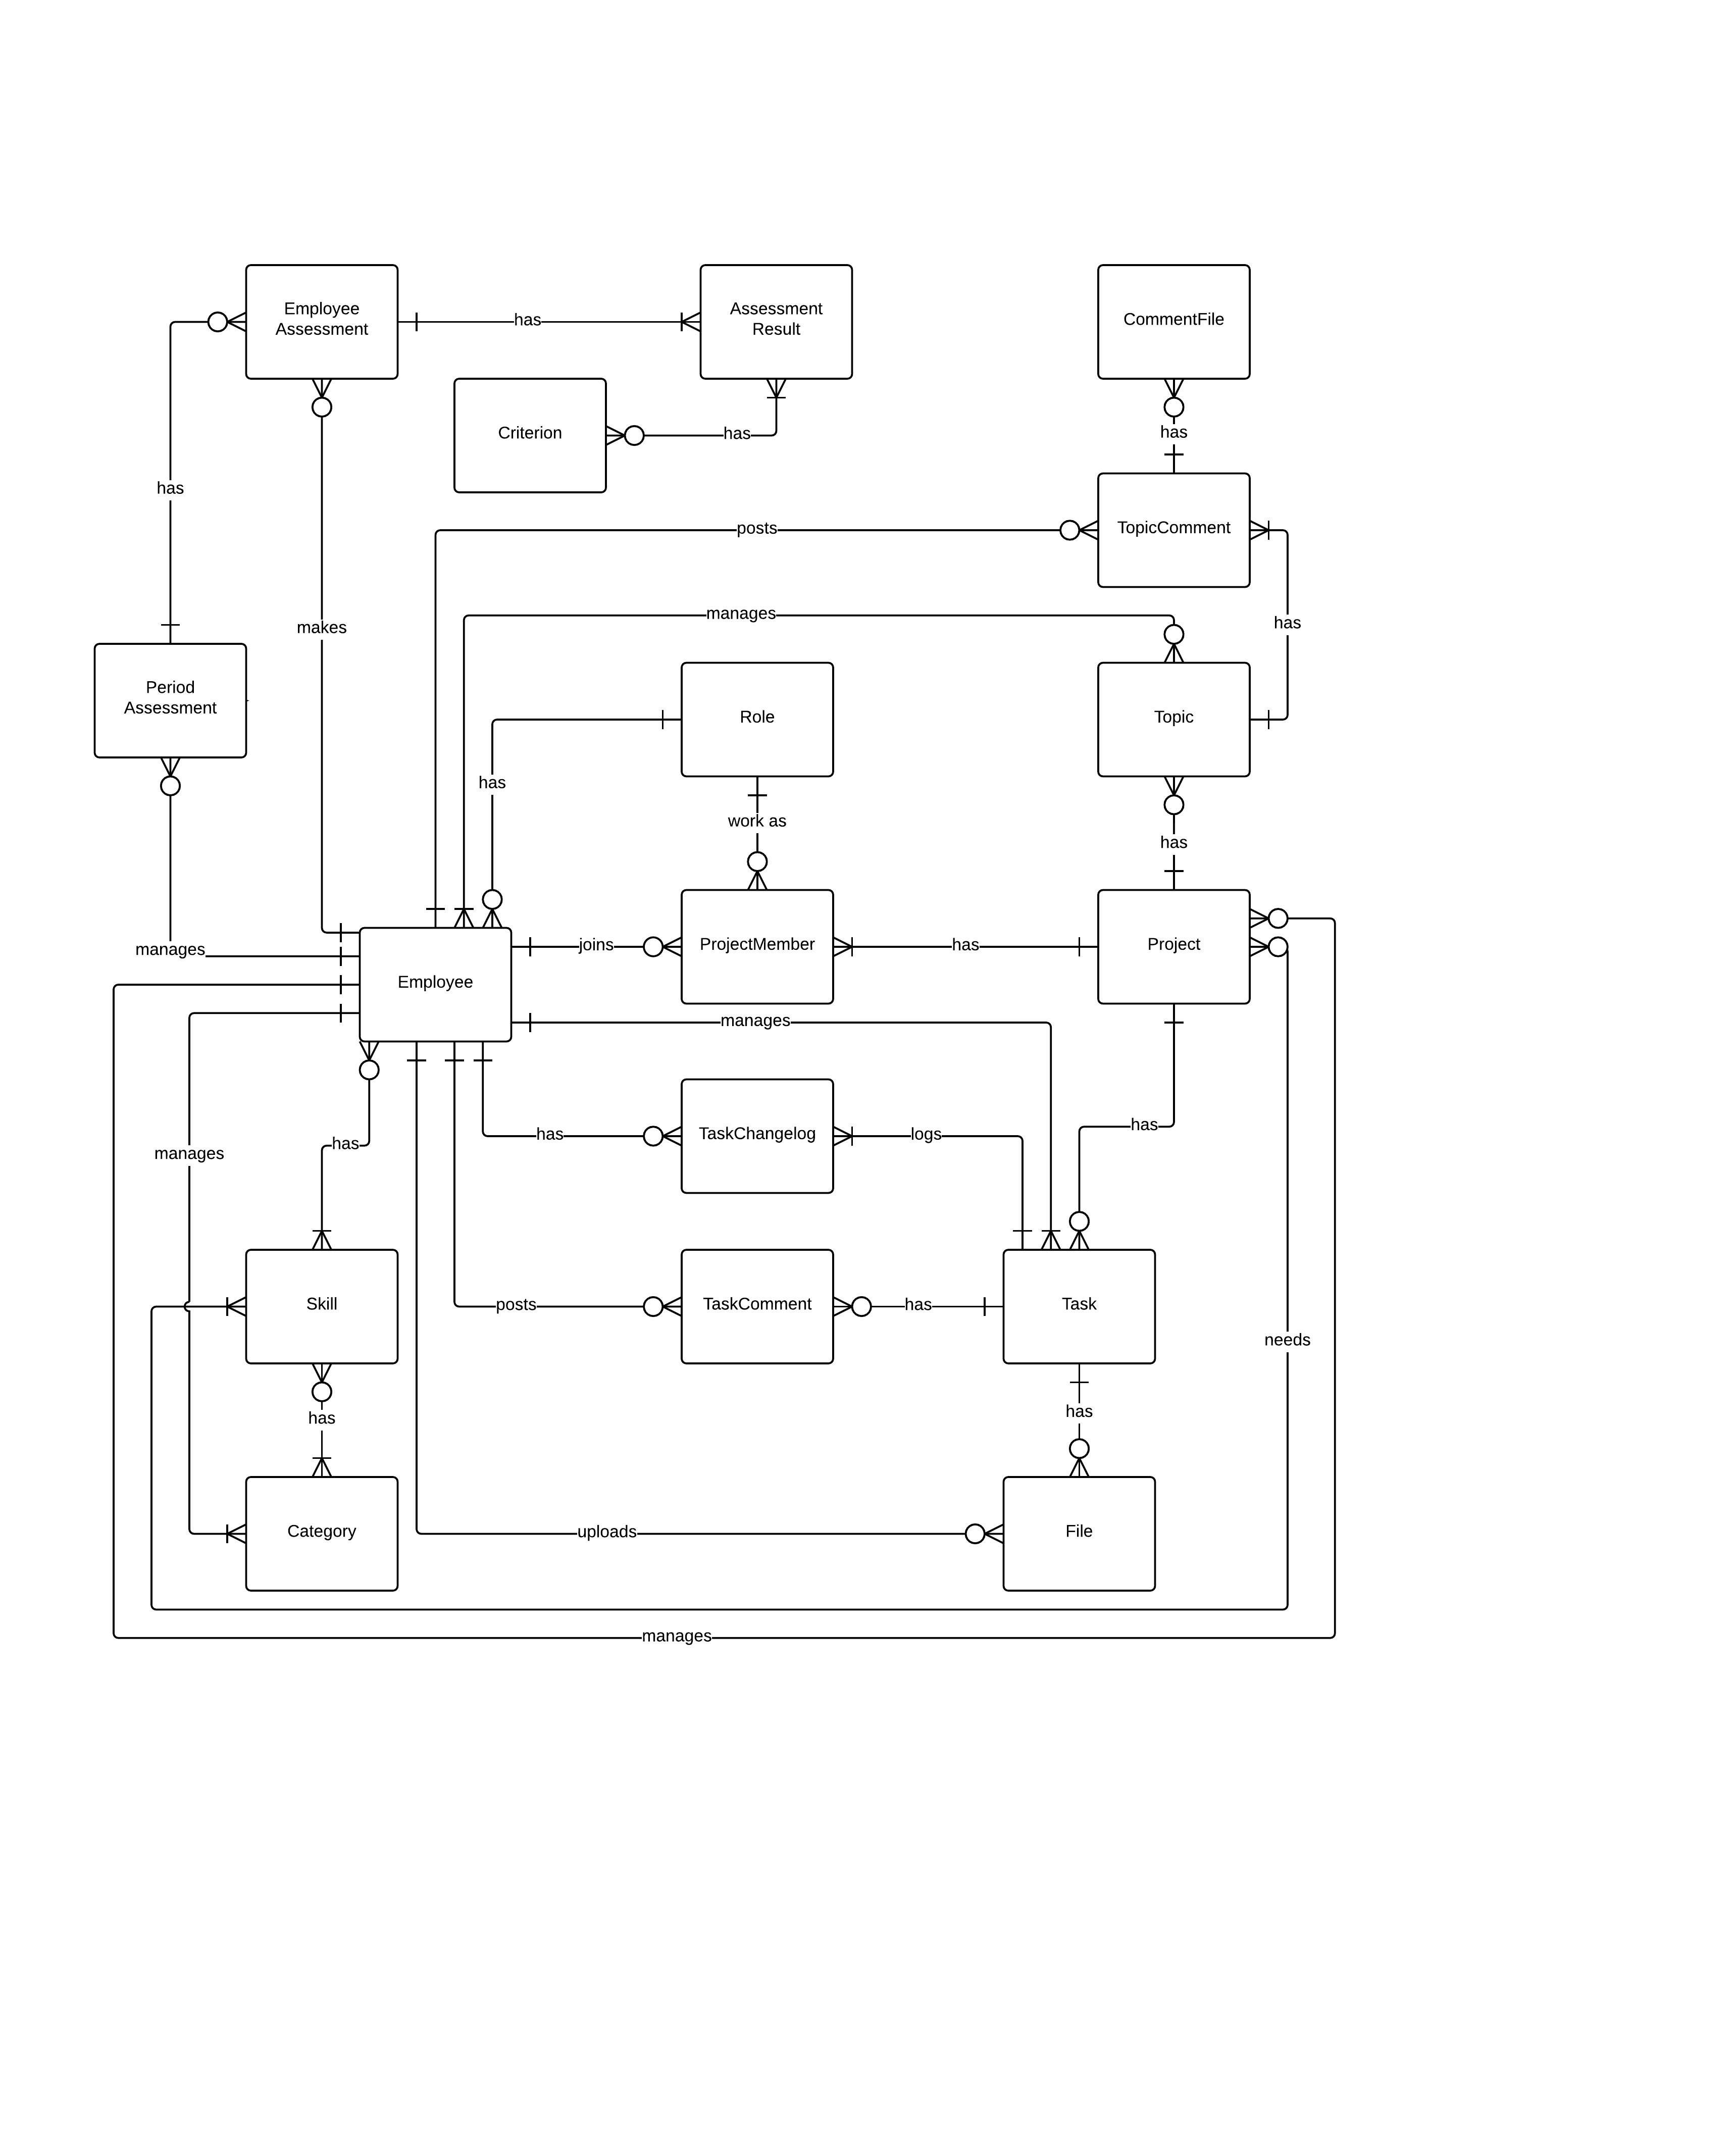 Employee
Assessment
has
Assessment
Result
CommentFile
Criterion
has
has
has
posts
TopicComment
manages
has
makes
Period
Assessment
Role
Topic
has
work as
has
manages
joins
ProjectMember
has
Project
Employee
manages
has
TaskChangelog
logs
has
has
manages
Skill
posts
TaskComment
has
Task
needs
has
has
Category
uploads
File
manages